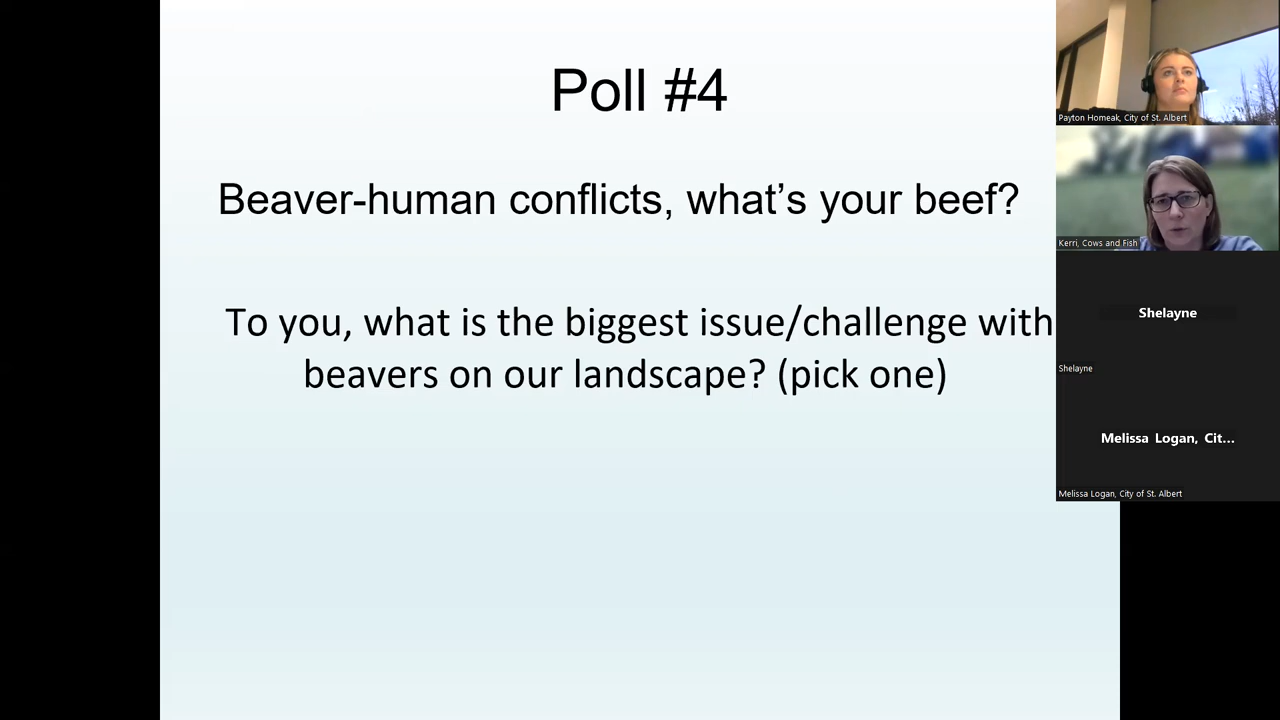 Poll #4
Beaver-human conflicts, what's your beef?
To you, what is the biggest issue/challenge with
beavers on our landscape? (pick one)
Payton Homeak, City of St. Albert
Kerri, Cows and Fish
Shelayne
Shelayne
Melissa Logan, Cit...
Melissa Logan, City of St. Albert